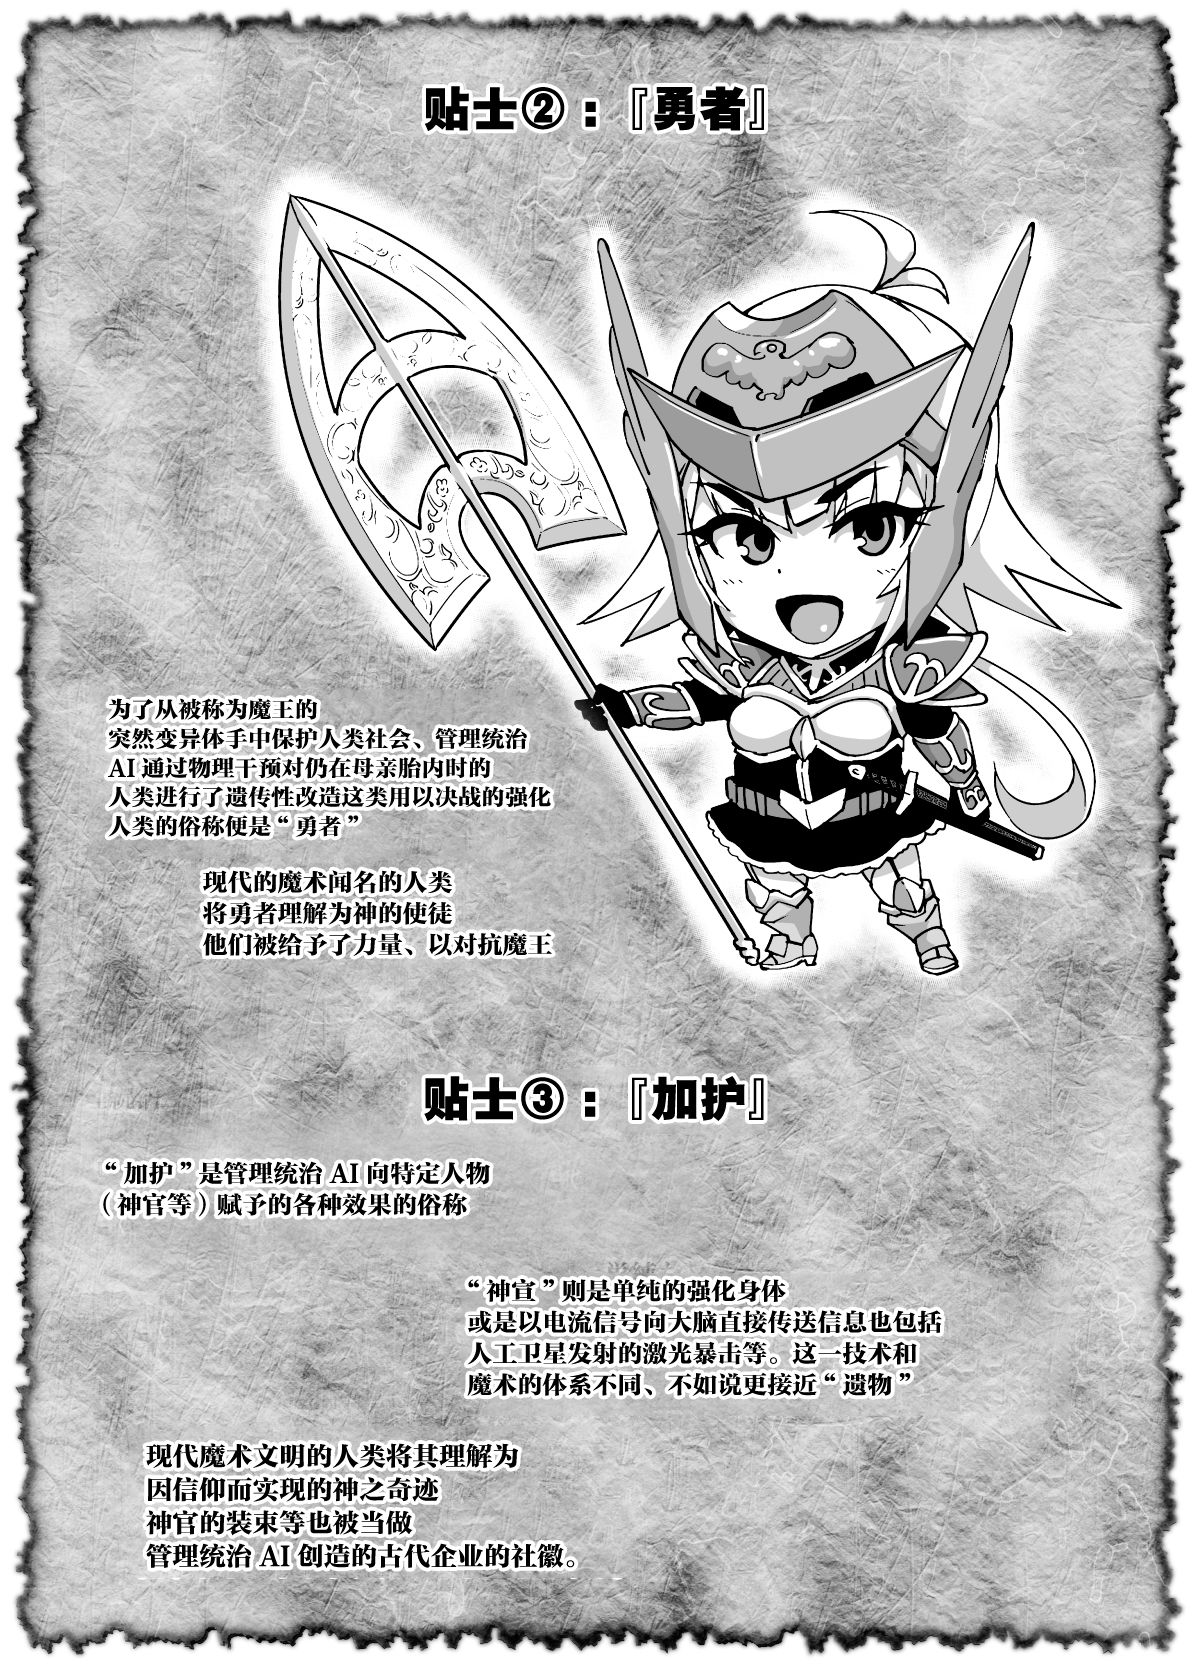 贴士②：『勇者』
为了从被称为魔王的
突然变异体手中保护人类社会、管理统治
AI通过物理干预对仍在母亲胎内时的
人类进行了遗传性改造这类用以决战的强化
人类的俗称便是“勇者”
现代的魔术闻名的人类
将勇者理解为神的使徒
他们被给予了力量、以对抗魔王
贴士③：『加护』
“加护”是管理统治AI向特定人物
（神官等）赋予的各种效果的俗称
“神宣”则是单纯的强化身体
或是以电流信号向大脑直接传送信息也包括
人工卫星发射的激光暴击等。这一技术和
魔术的体系不同、不如说更接近“遗物”
现代魔术文明的人类将其理解为
因信仰而实现的神之奇迹
神官的装束等也被当做
管理统治AI创造的古代企业的社徽。